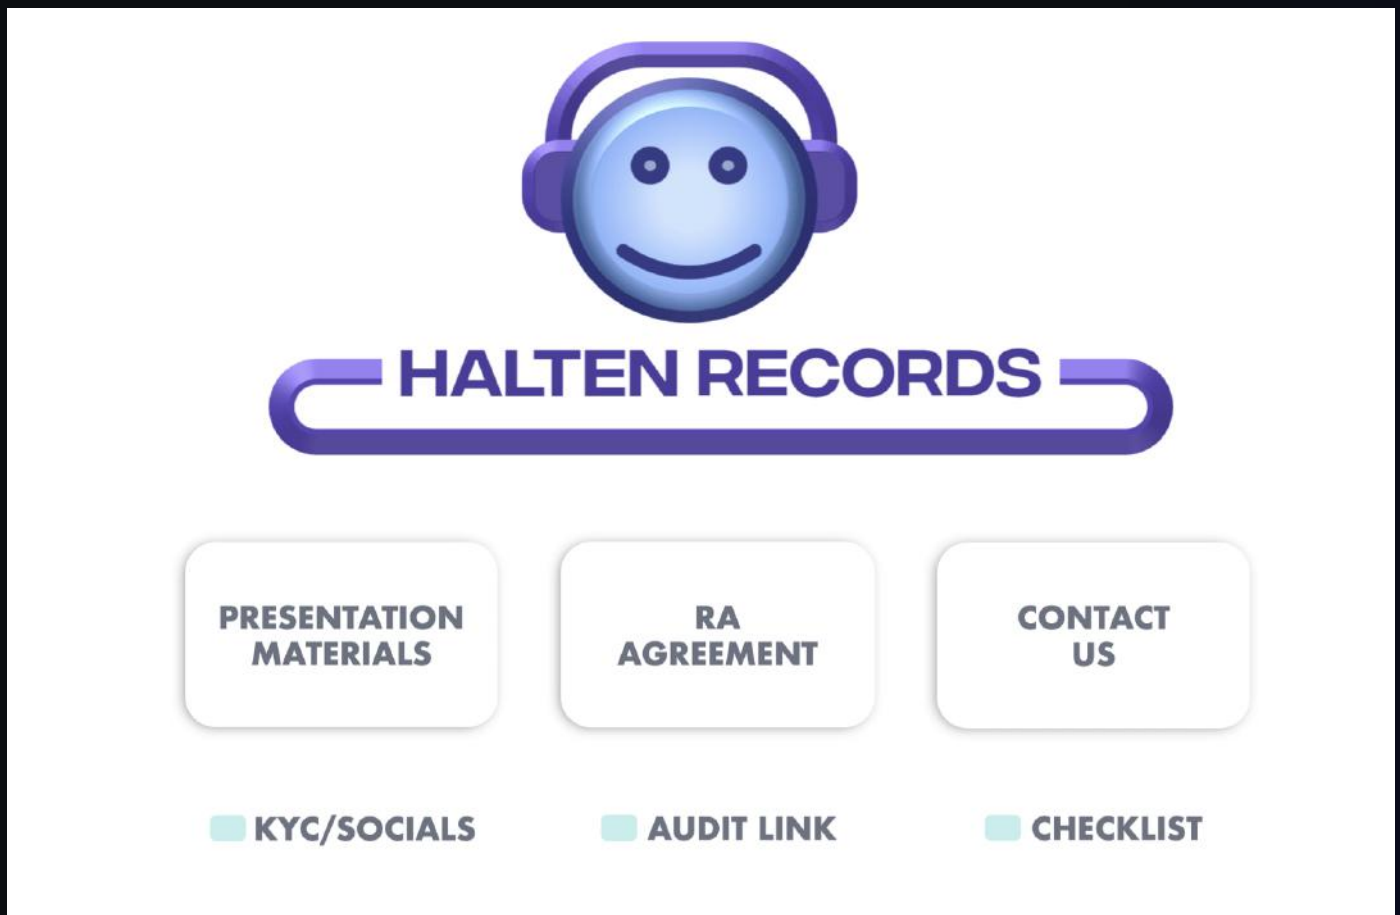 HALTEN RECORDS
PRESENTATION
MATERIALS
RA
AGREEMENT
CONTACT
US
KYC/SOCIALS
AUDIT LINK
CHECKLIST